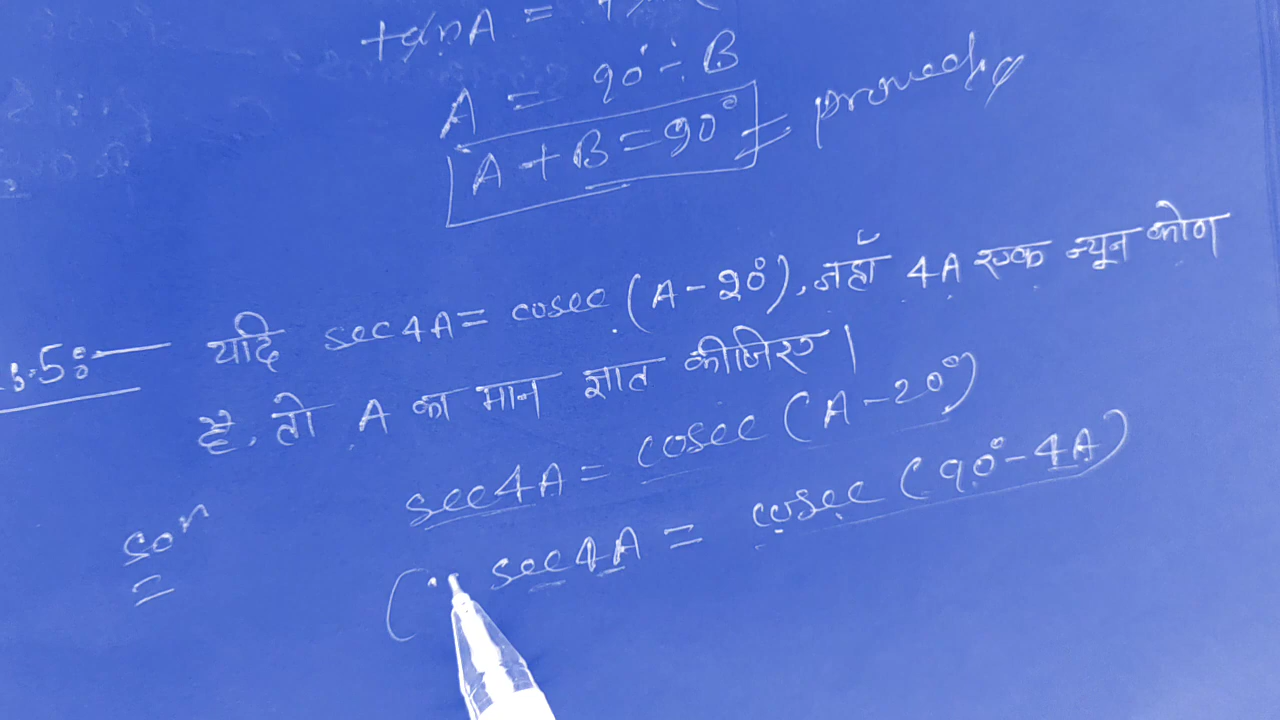 tanA =
A = 90° - B
A + B = 90° proved
5:- यदि sec4A = cosec (A - 20°), जहाँ 4A एक न्यून कोण
है, तो A का मान ज्ञात कीजिए।
sec4A = cosec (A - 20°)
Soln
(∵ sec4A = cosec (90° - 4A)